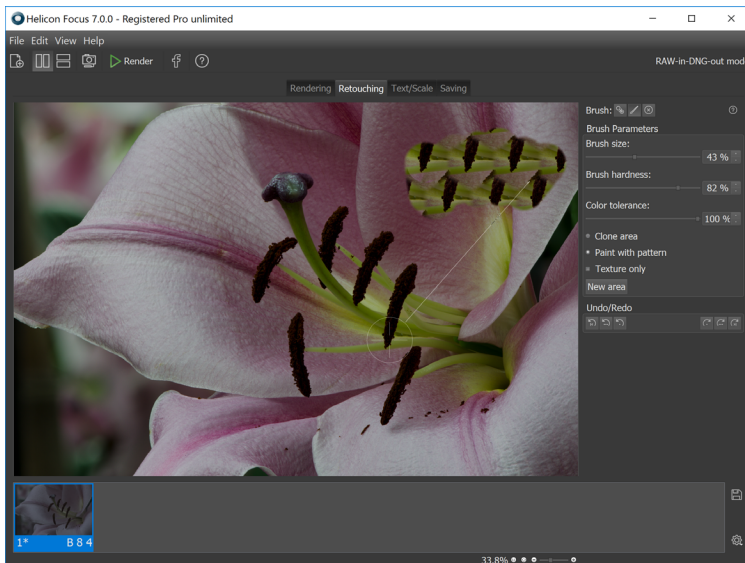 Helicon Focus 7.0.0 - Registered Pro unlimited
File Edit View Help
Render
RAW-in-DNG-out mod
Rendering Retouching Text/Scale Saving
Brush:
Brush Parameters
Brush size:
43 %
Brush hardness:
82 %
Color tolerance:
100 %
Clone area
Paint with pattern
Texture only
New area
Undo/Redo
1* B 8 4
33.8%